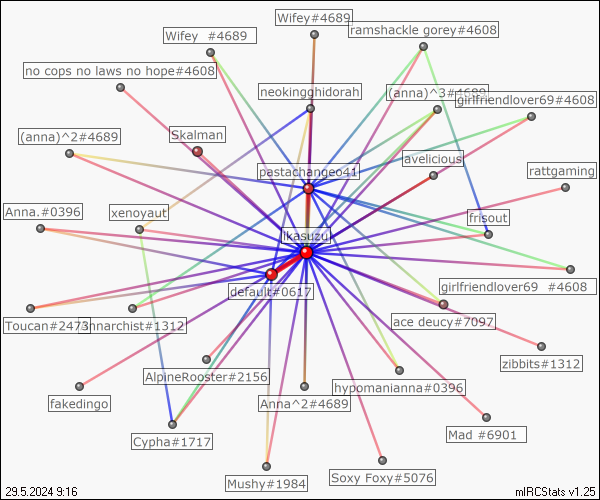 Wifey#4689
ramshackle gorey#4608
Wifey #4689
no cops no laws no hope#4608
neokingghidorah
(anna)^3#4689
girlfriendlover69#4608
(anna)^2#4689
Skalman
pastachangeo41
avelicious
rattgaming
Anna.#0396
xenoyaut
frisout
ikasuzuk
default#0617
girlfriendlover69 #4608
Toucan#2473
annarchist#1312
ace deucy#7097
zibbits#1312
AlpineRooster#2156
hypomanianna#0396
fakedingo
Anna^2#4689
Cypha#1717
Mad #6901
Mushy#1984
Soxy Foxy#5076
29.5.2024 9:16
mIRCStats v1.25